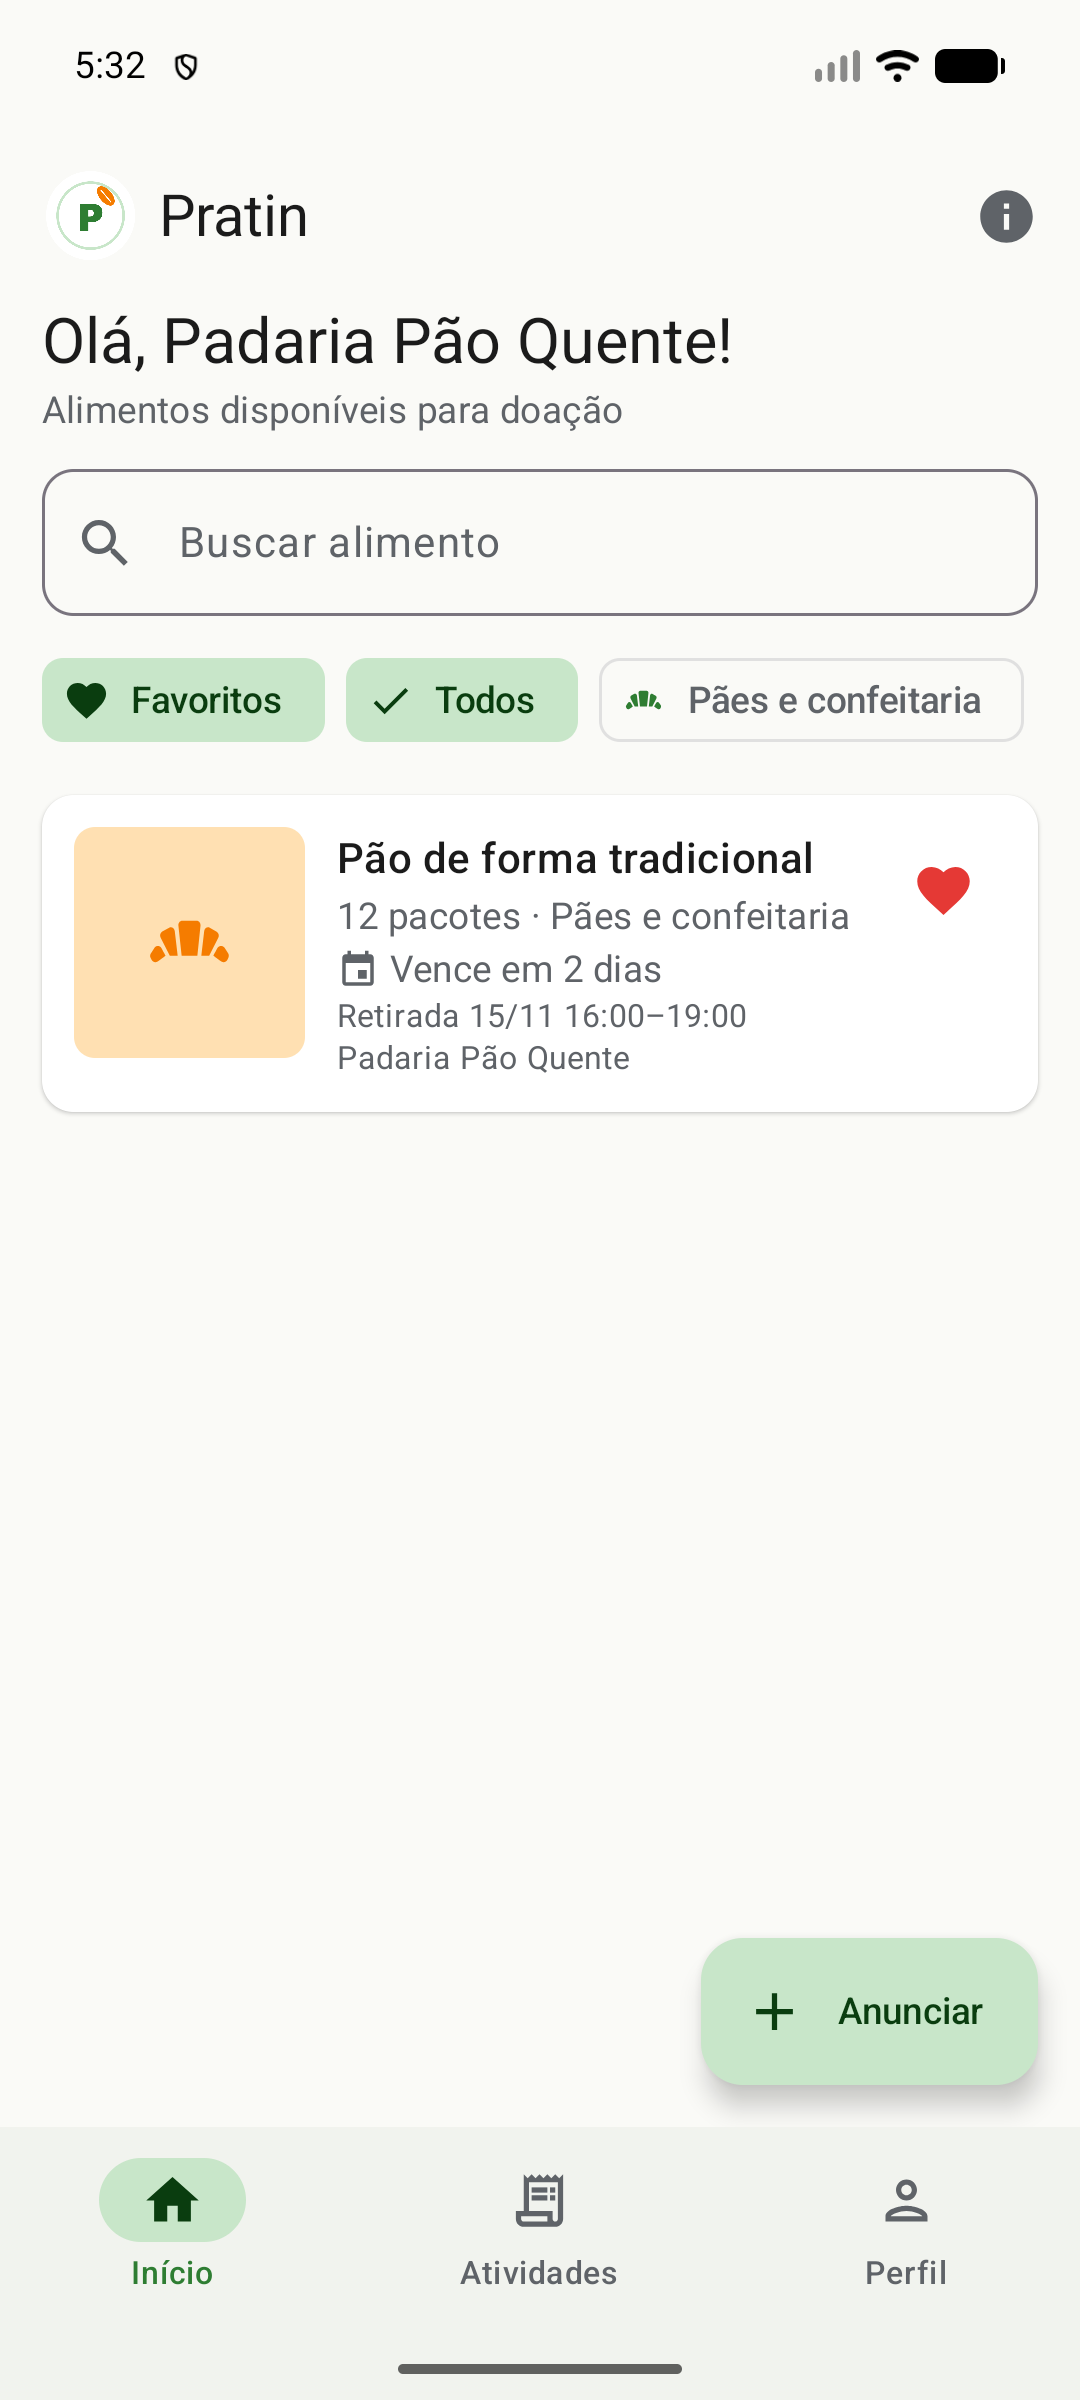 5:32
P
Pratin
Olá, Padaria Pão Quente!
Alimentos disponíveis para doação
Buscar alimento
Favoritos
Todos
Pães e confeitaria
Pão de forma tradicional
12 pacotes · Pães e confeitaria
Vence em 2 dias
Retirada 15/11 16:00–19:00
Padaria Pão Quente
Anunciar
Início
Atividades
Perfil